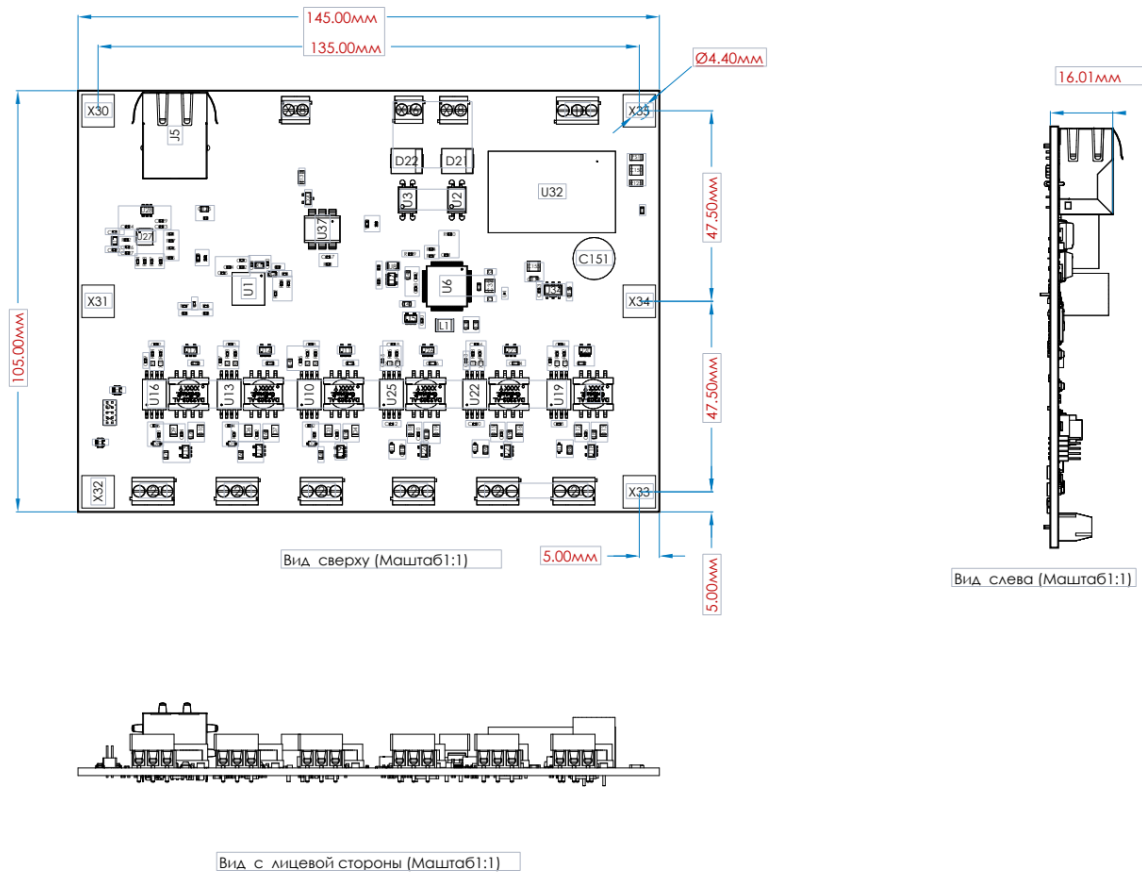 145.00мм
135.00мм
Ø4.40мм
16.01мм
X30
J5
X35
D22
D21
U32
U3
U2
47.50мм
U37
C151
U1
U6
X31
X34
L1
105.00мм
47.50мм
U16
U13
U10
U25
U22
U19
X32
X33
Вид сверху (Масштаб1:1)
5.00мм
5.00мм
Вид слева (Масштаб1:1)
Вид с лицевой стороны (Масштаб1:1)